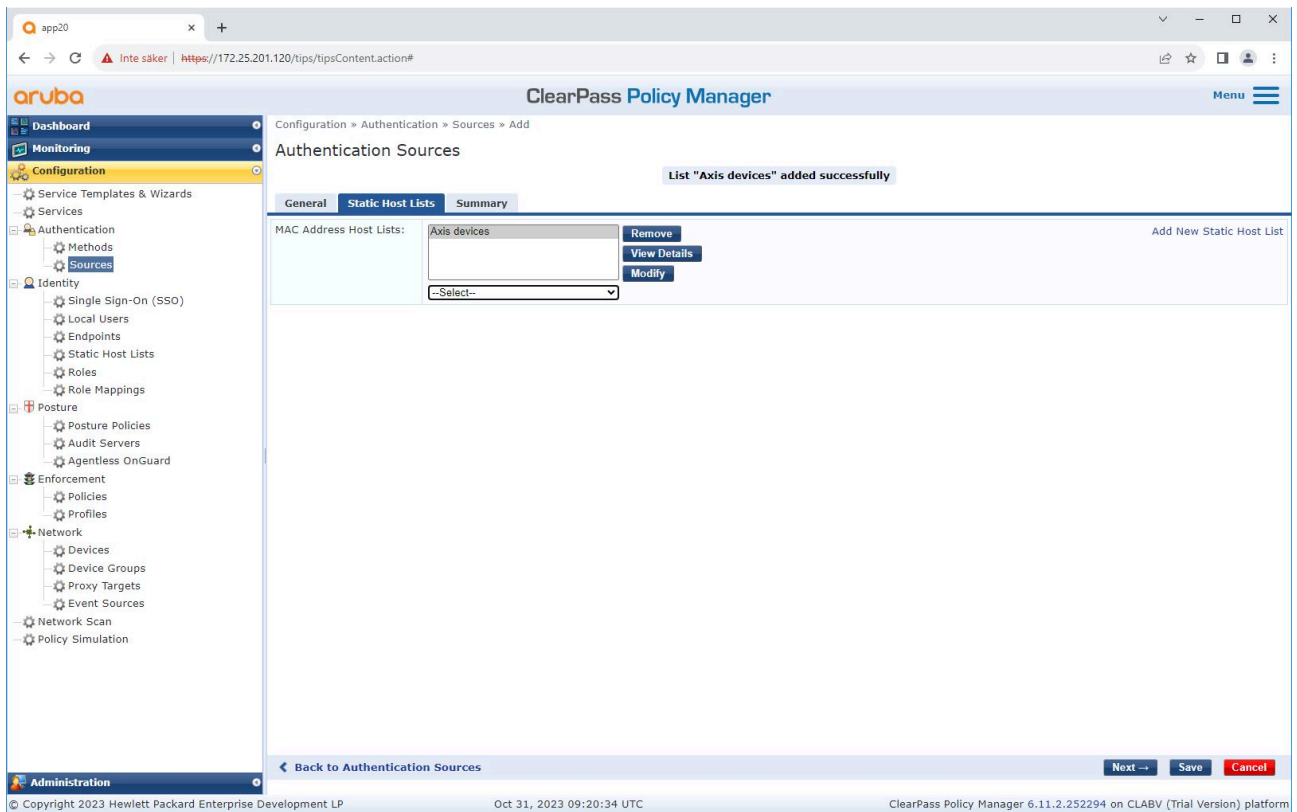 app20
Inte säker
https://172.25.201.120/tips/tipsContent.action#
aruba
ClearPass Policy Manager
Menu
Dashboard
Monitoring
Configuration
Service Templates & Wizards
Services
Authentication
Methods
Sources
Identity
Single Sign-On (SSO)
Local Users
Endpoints
Static Host Lists
Roles
Role Mappings
Posture
Posture Policies
Audit Servers
Agentless OnGuard
Enforcement
Policies
Profiles
Network
Devices
Device Groups
Proxy Targets
Event Sources
Network Scan
Policy Simulation
Administration
Configuration » Authentication » Sources » Add
Authentication Sources
List "Axis devices" added successfully
General Static Host Lists Summary
MAC Address Host Lists:
Axis devices
Remove
View Details
Modify
--Select--
Add New Static Host List
Back to Authentication Sources
Next → Save Cancel
© Copyright 2023 Hewlett Packard Enterprise Development LP
Oct 31, 2023 09:20:34 UTC
ClearPass Policy Manager 6.11.2.252294 on CLABV (Trial Version) platform